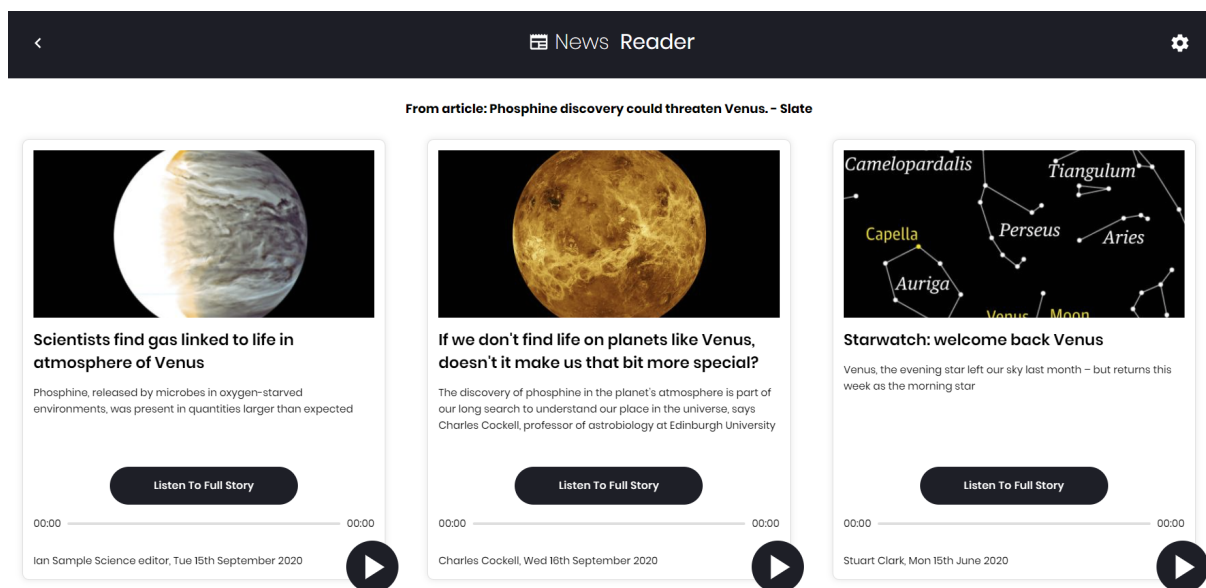 News Reader
From article: Phosphine discovery could threaten Venus. - Slate
Scientists find gas linked to life in
atmosphere of Venus
Phosphine, released by microbes in oxygen-starved
environments, was present in quantities larger than expected
Listen To Full Story
00:00 00:00
Ian Sample Science editor, Tue 15th September 2020
If we don't find life on planets like Venus,
doesn't it make us that bit more special?
The discovery of phosphine in the planet's atmosphere is part of
our long search to understand our place in the universe, says
Charles Cockell, professor of astrobiology at Edinburgh University
Listen To Full Story
00:00 00:00
Charles Cockell, Wed 16th September 2020
Camelopardalis
Tiangulum
Perseus
Capella
Aries
Auriga
Venus Moon
Starwatch: welcome back Venus
Venus, the evening star left our sky last month – but returns this
week as the morning star
Listen To Full Story
00:00 00:00
Stuart Clark, Mon 15th June 2020